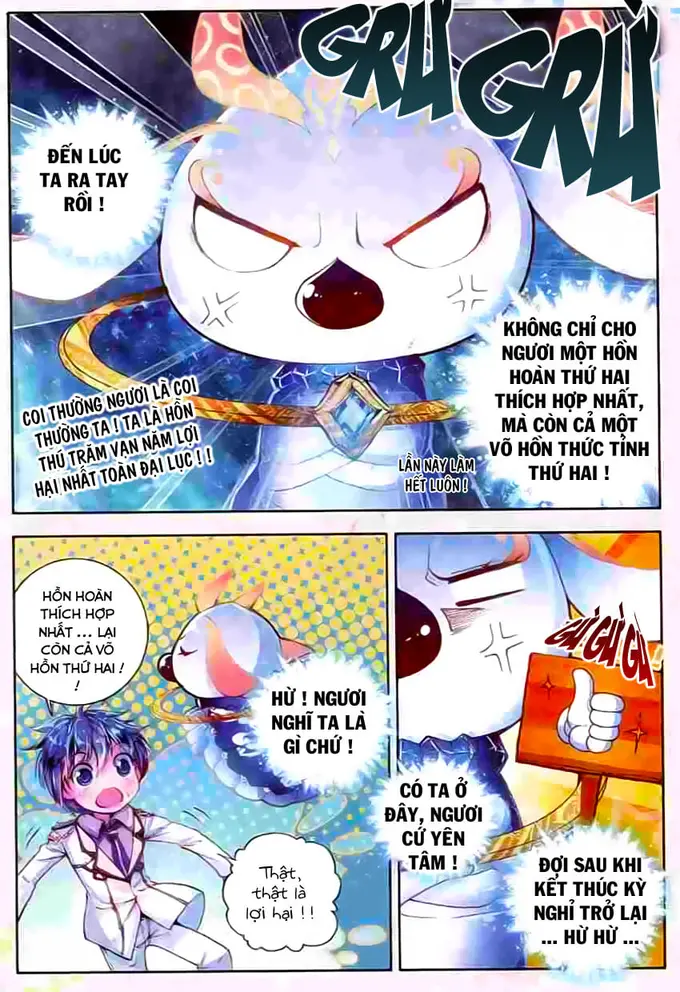 GRỪ GRỪ
ĐẾN LÚC
TA RA TAY
RỒI !
KHÔNG CHỈ CHO
NGƯƠI MỘT HỒN
HOÀN THỨ HAI
THÍCH HỢP NHẤT,
MÀ CÒN CẢ MỘT
VÕ HỒN THỨC TỈNH
THỨ HAI !
COI THƯỜNG NGƯƠI LÀ COI
THƯỜNG TA ! TA LÀ HỒN
THÚ TRĂM VẠN NĂM LỢI
HẠI NHẤT TOÀN ĐẠI LỤC ! !
LẦN NÀY LÀM
HẾT LUÔN !
HỒN HOÀN
THÍCH HỢP
NHẤT ... LẠI
CÒN CẢ VÕ
HỒN THỨ HAI !
!
HỪ ! NGƯƠI
NGHĨ TA LÀ
GÌ CHỨ !
Thật,
thật là
lợi hại ! !
GỪ GỪ GỪ
CÓ TA Ở
ĐÂY, NGƯƠI
CỨ YÊN
TÂM !
ĐỢI SAU KHI
KẾT THÚC KỲ
NGHỈ TRỞ LẠI
... HỪ HỪ ...